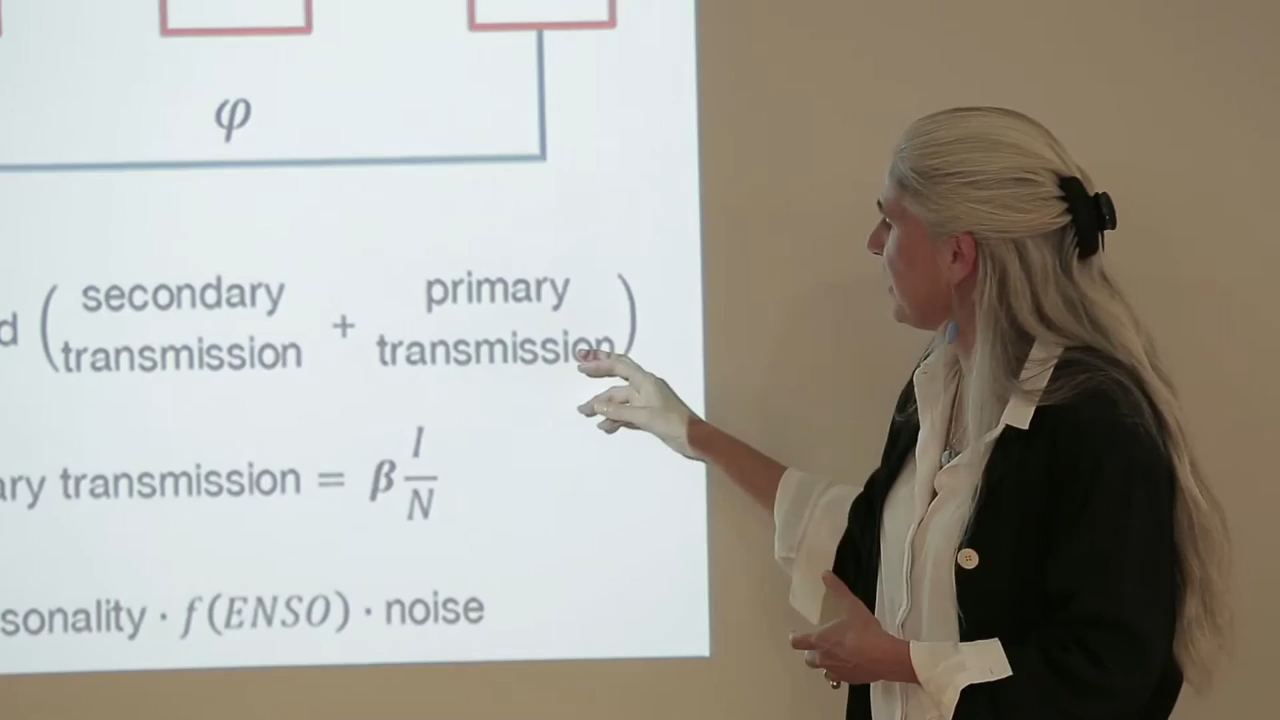 φ
d (secondary transmission + primary transmission)
ary transmission = β I/N
sonality · f(ENSO) · noise